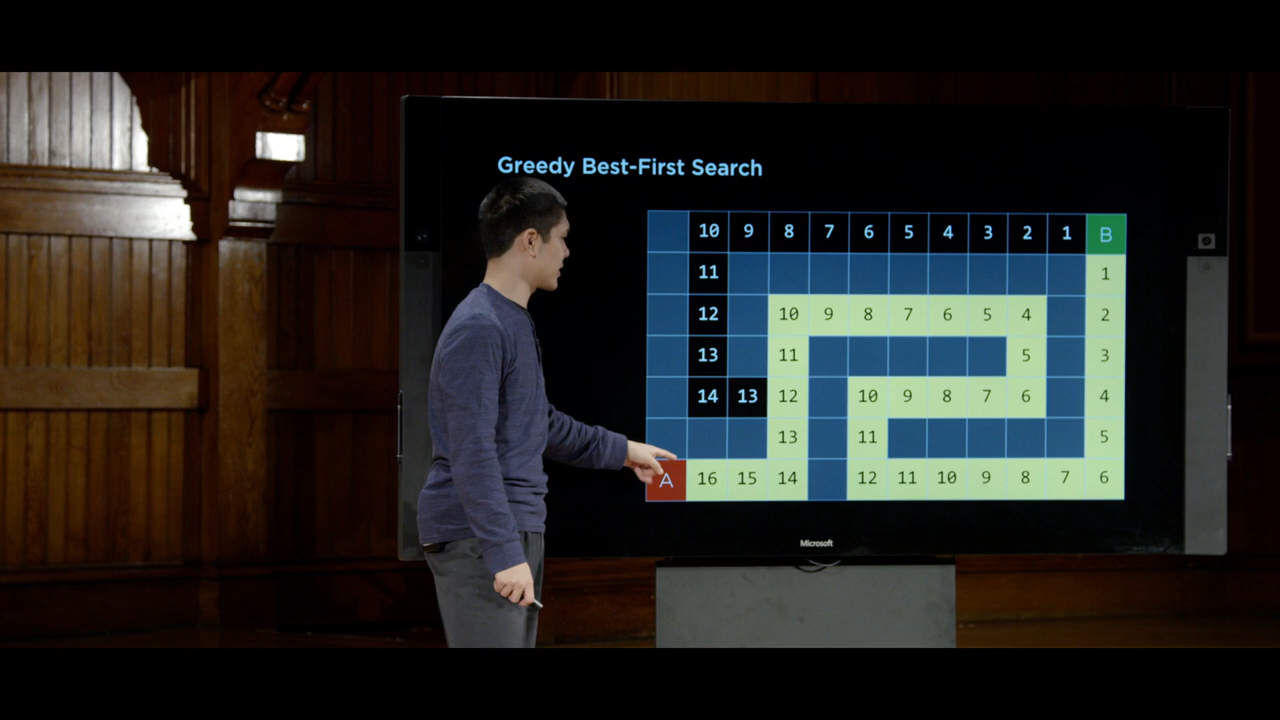 Greedy Best-First Search
10 9 8 7 6 5 4 3 2 1 B
11 1
12 10 9 8 7 6 5 4 2
13 11 5 3
14 13 12 10 9 8 7 6 4
13 11 5
A 16 15 14 12 11 10 9 8 7 6
Microsoft